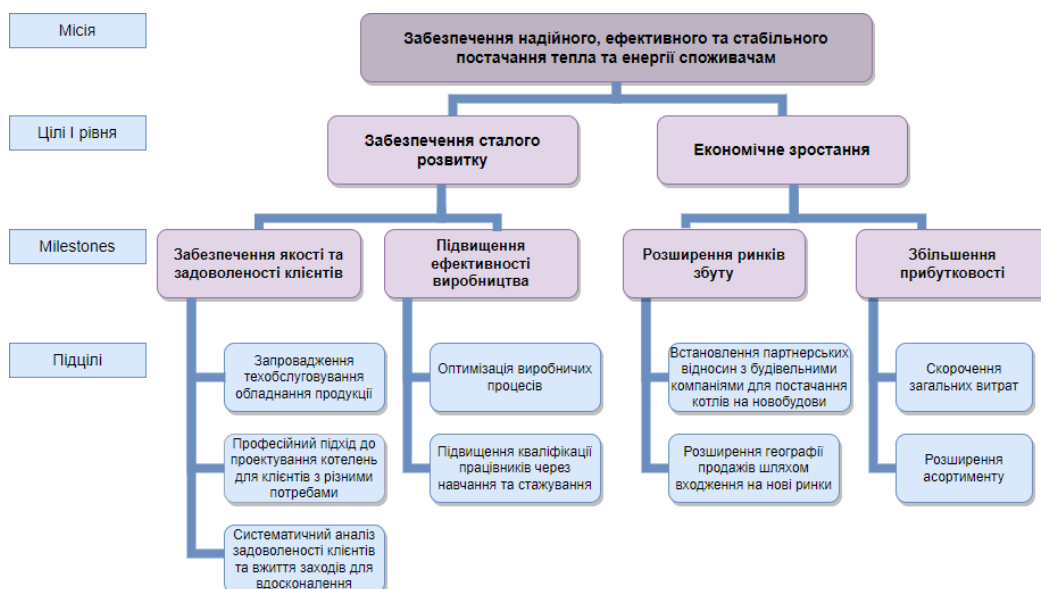 Місія
Забезпечення надійного, ефективного та стабільного
постачання тепла та енергії споживачам
Цілі І рівня
Забезпечення сталого
розвитку
Економічне зростання
Milestones
Забезпечення якості та
задоволеності клієнтів
Підвищення
ефективності
виробництва
Розширення ринків
збуту
Збільшення
прибутковості
Підцілі
Запровадження
техобслуговування
обладнання продукції
Оптимізація виробничих
процесів
Встановлення партнерських
відносин з будівельними
компаніями для постачання
котлів на новобудови
Скорочення
загальних витрат
Професійний підхід до
проектування котелень
для клієнтів з різними
потребами
Підвищення кваліфікації
працівників через
навчання та стажування
Розширення географії
продажів шляхом
входження на нові ринки
Розширення
асортименту
Систематичний аналіз
задоволеності клієнтів
та вжиття заходів для
вдосконалення